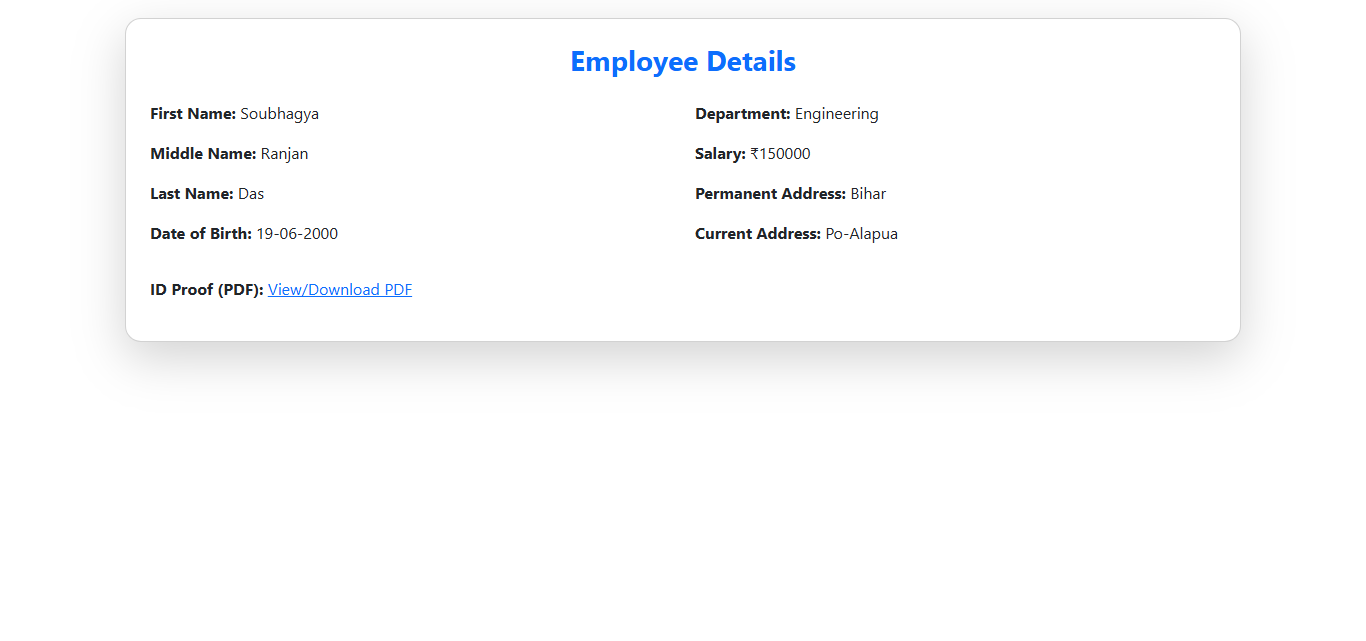 Employee Details
First Name: Soubhagya
Middle Name: Ranjan
Last Name: Das
Date of Birth: 19-06-2000
Department: Engineering
Salary: ₹150000
Permanent Address: Bihar
Current Address: Po-Alapua
ID Proof (PDF): View/Download PDF